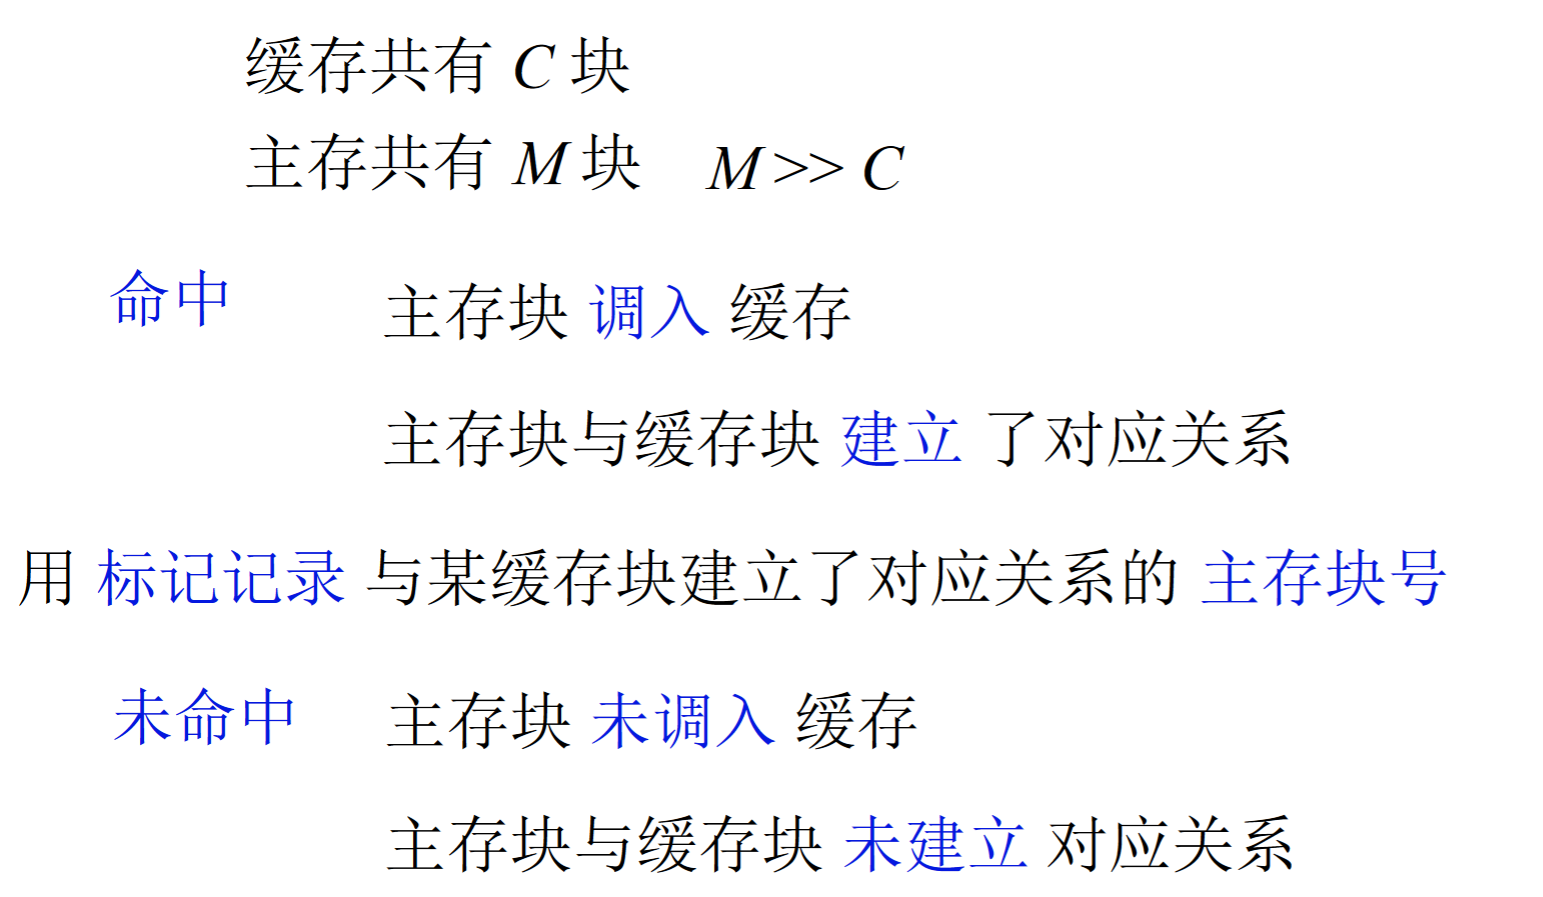 缓存共有 C 块
主存共有 M 块 M >> C
命中 主存块 调入 缓存
主存块与缓存块 建立 了对应关系
用 标记记录 与某缓存块建立了对应关系的 主存块号
未命中 主存块 未调入 缓存
主存块与缓存块 未建立 对应关系